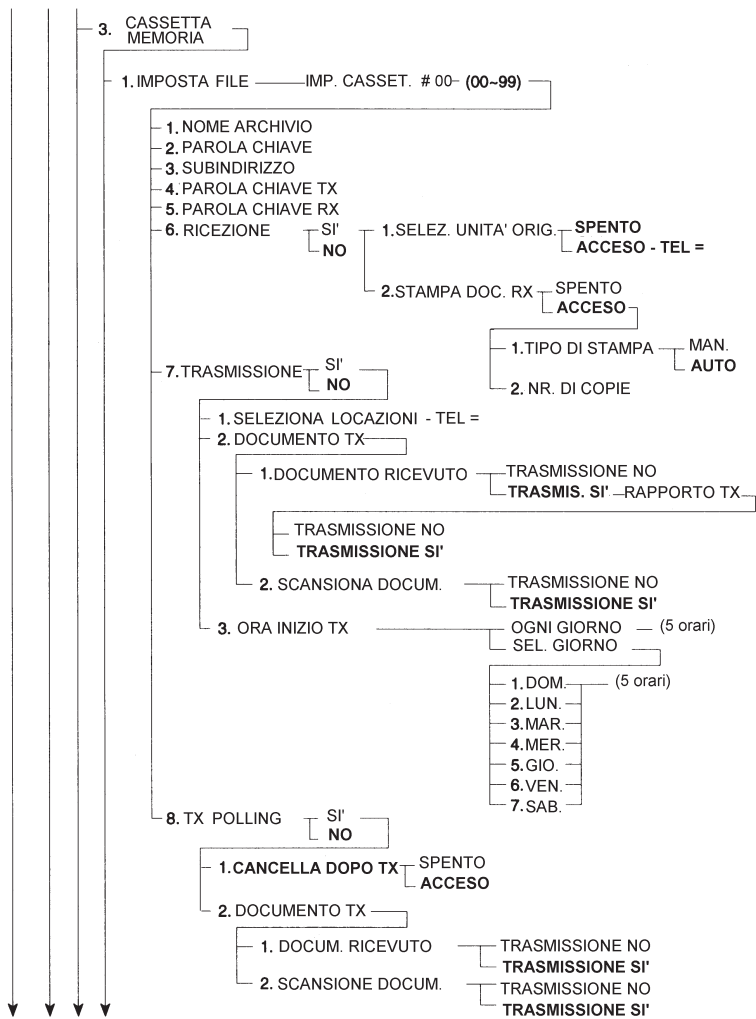 3. CASSETTA
MEMORIA
1. IMPOSTA FILE IMP. CASSET. # 00 (00~99)
1. NOME ARCHIVIO
2. PAROLA CHIAVE
3. SUBINDIRIZZO
4. PAROLA CHIAVE TX
5. PAROLA CHIAVE RX
6. RICEZIONE SI' 1. SELEZ. UNITA' ORIG. SPENTO
NO ACCESO - TEL =
2. STAMPA DOC. RX SPENTO
ACCESO
1. TIPO DI STAMPA MAN.
AUTO
2. NR. DI COPIE
7. TRASMISSIONE SI'
NO
1. SELEZIONA LOCAZIONI - TEL =
2. DOCUMENTO TX
1. DOCUMENTO RICEVUTO TRASMISSIONE NO
TRASMIS. SI' RAPPORTO TX
TRASMISSIONE NO
TRASMISSIONE SI'
2. SCANSIONA DOCUM. TRASMISSIONE NO
TRASMISSIONE SI'
3. ORA INIZIO TX OGNI GIORNO (5 orari)
SEL. GIORNO
1. DOM. (5 orari)
2. LUN.
3. MAR.
4. MER.
5. GIO.
6. VEN.
7. SAB.
8. TX POLLING SI'
NO
1. CANCELLA DOPO TX SPENTO
ACCESO
2. DOCUMENTO TX
1. DOCUM. RICEVUTO TRASMISSIONE NO
TRASMISSIONE SI'
2. SCANSIONE DOCUM. TRASMISSIONE NO
TRASMISSIONE SI'